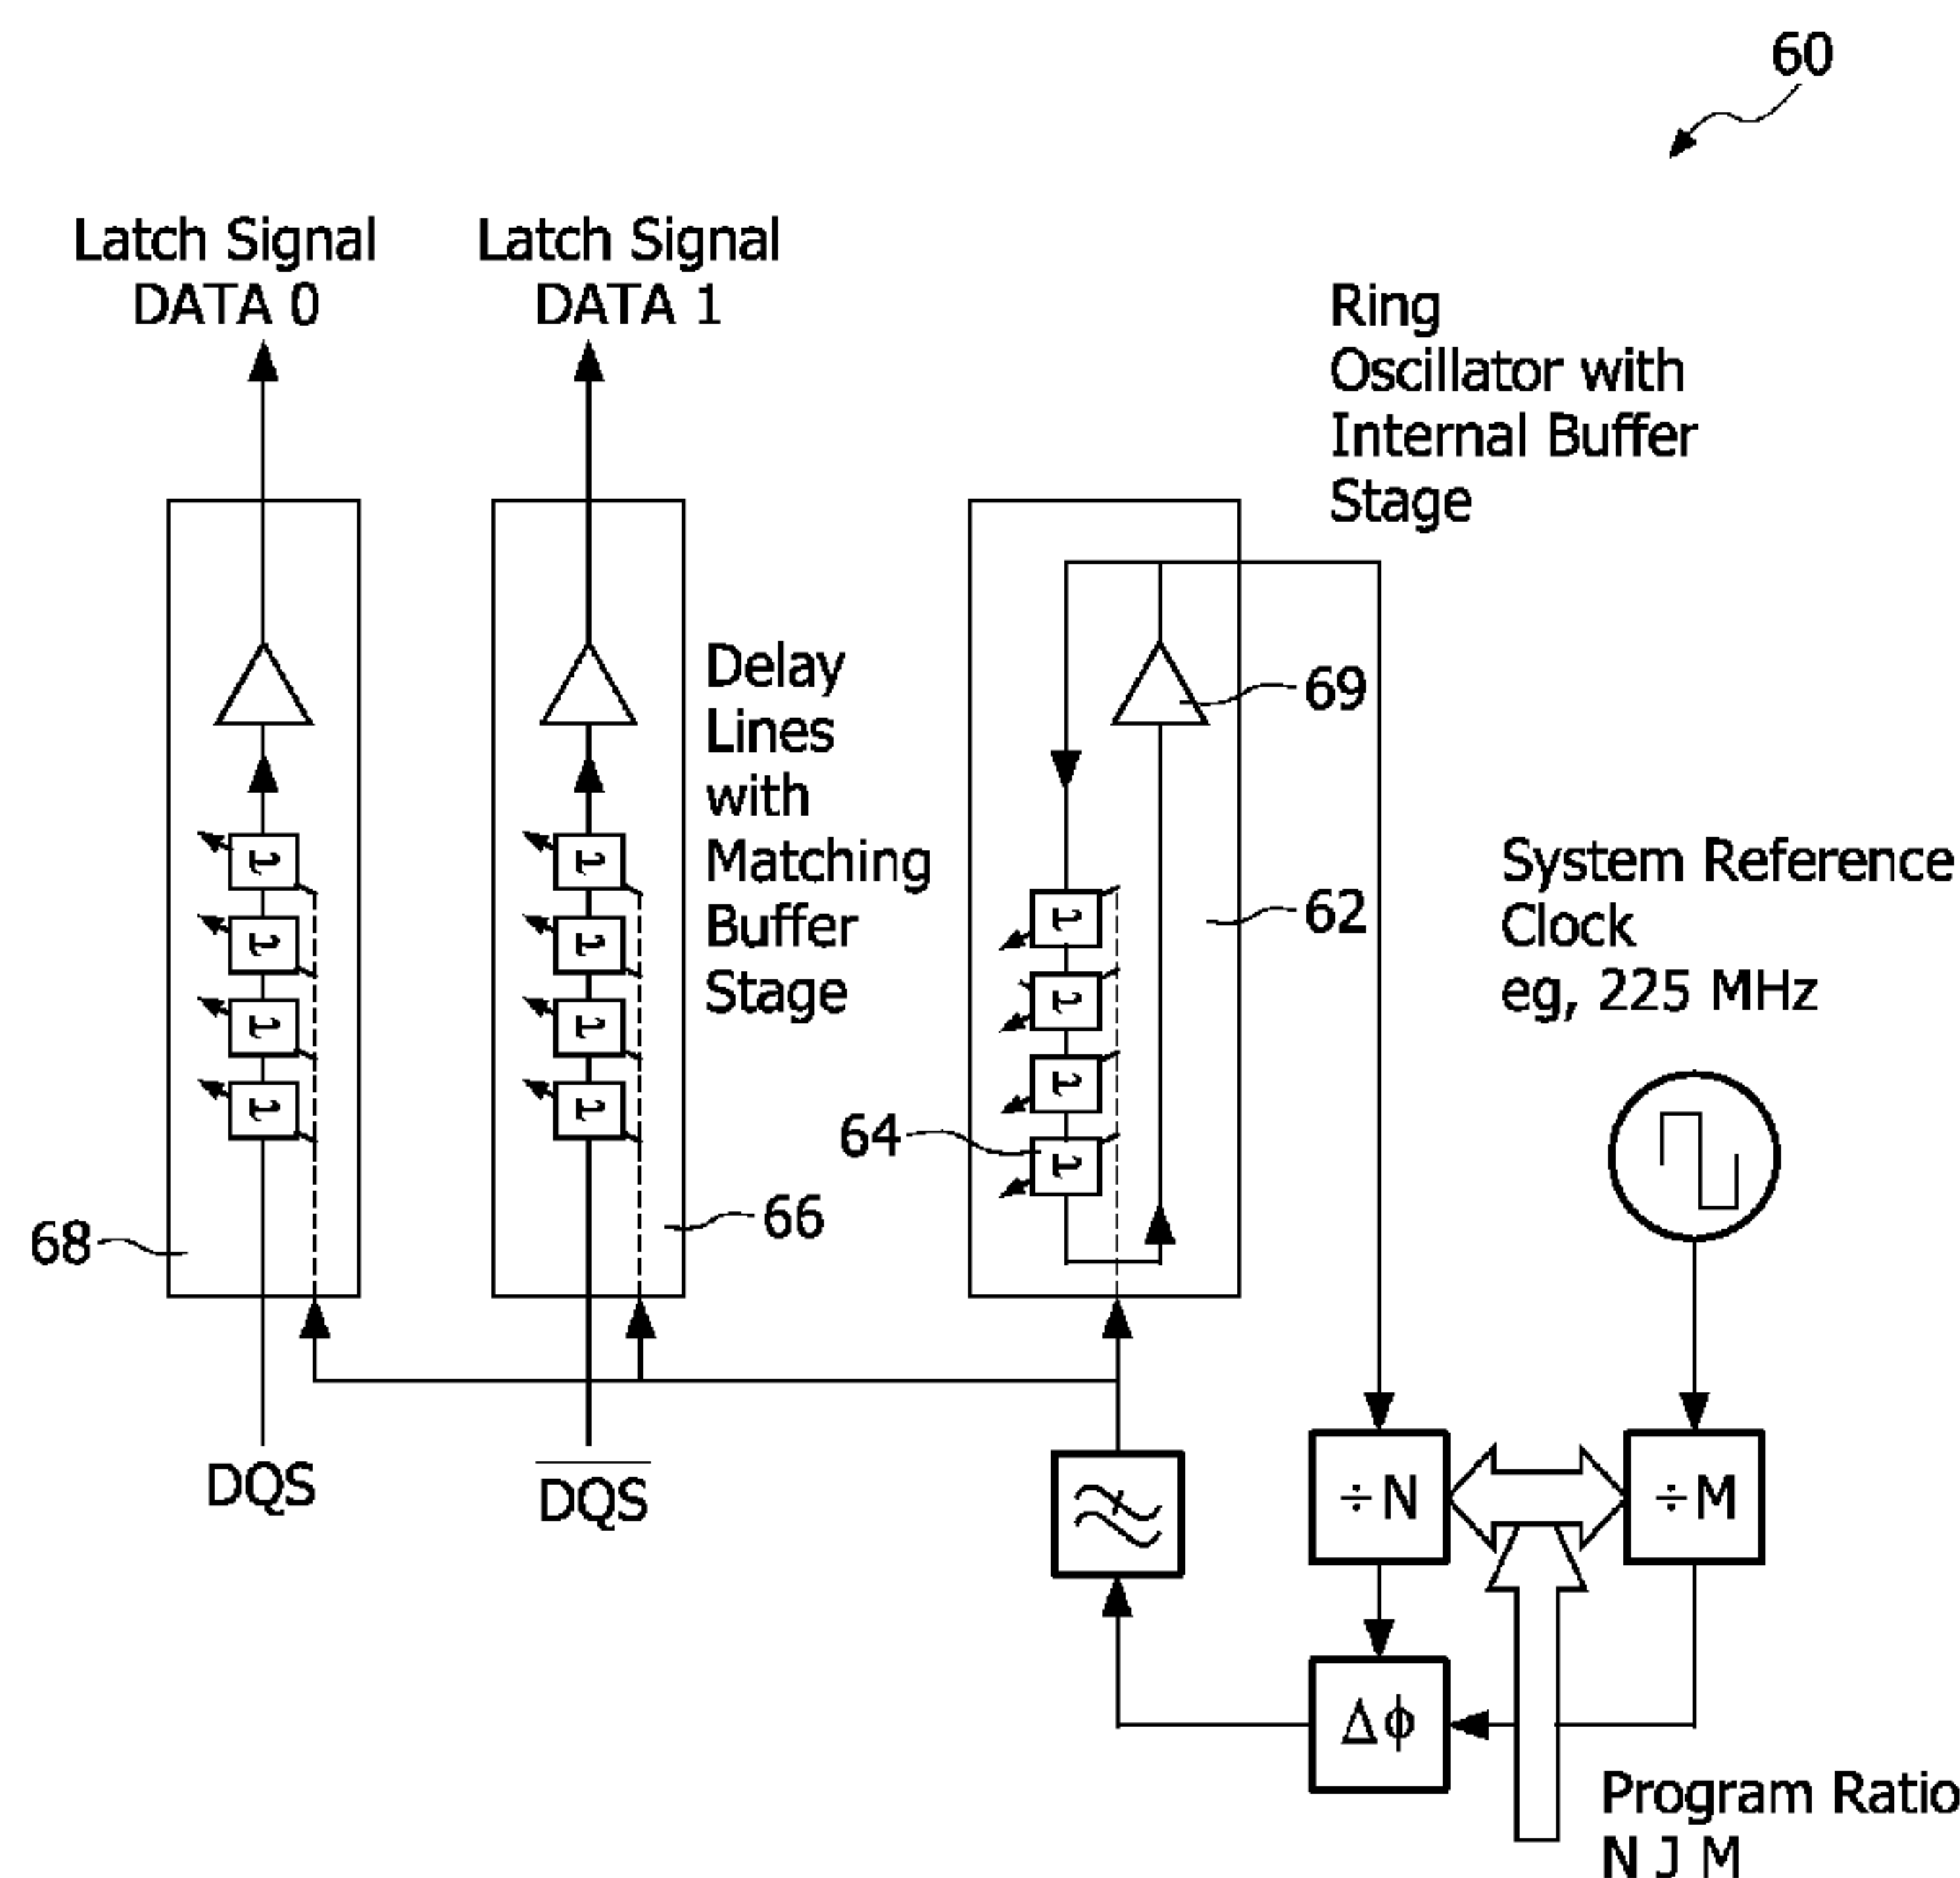 60
Latch Signal
DATA 0
Latch Signal
DATA 1
Ring
Oscillator with
Internal Buffer
Stage
Delay
Lines
with
Matching
Buffer
Stage
69
62
System Reference
Clock
eg, 225 MHz
τ
τ
τ
τ
τ
τ
τ
τ
τ
τ
τ
τ
64
66
68
DQS
D̅Q̅S̅
÷N
÷M
Δϕ
Program Ratio
N J M